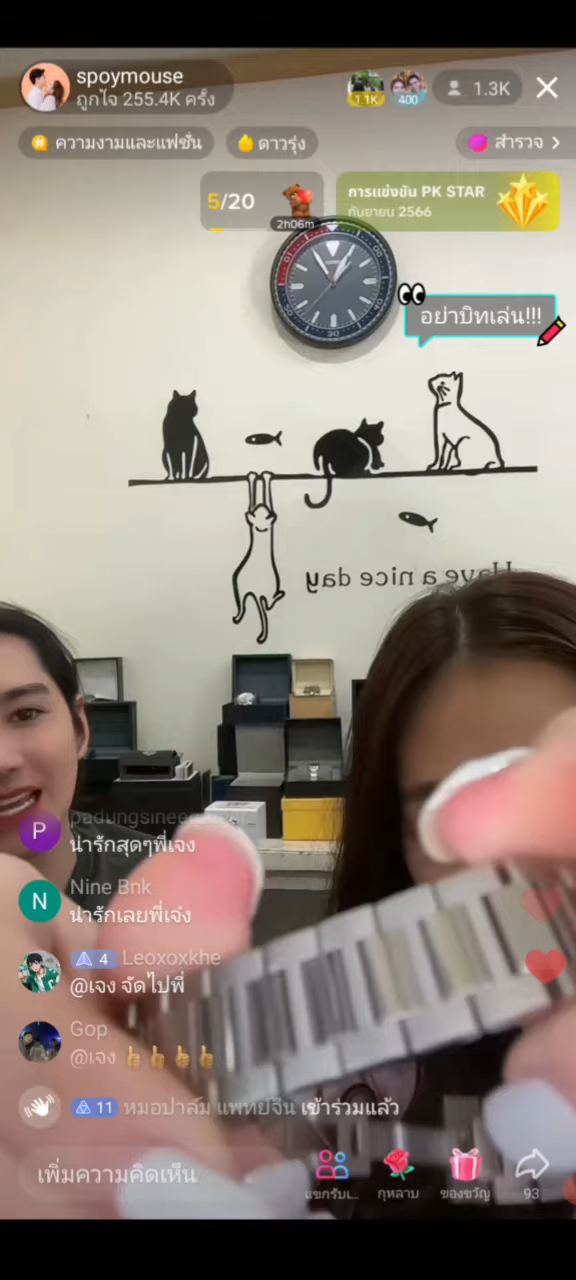 spoymouse
ถูกใจ 255.4K ครั้ง
1.1K
400
1.3K
ความงามและแฟชั่น
ดาวรุ่ง
สำรวจ
5/20
2h06m
การแข่งขัน PK STAR
กันยายน 2566
อย่าบิทเล่น!!!
Have a nice day
น่ารักสุดๆพี่เจง
Nine Bnk
น่ารักเลยพี่เจ๋ง
4 Leoxoxkhe
@เจง จัดไปพี่
Gop
@เจง 👍👍👍👍
11 หมอปาล์ม แพทย์จีน เข้าร่วมแล้ว
เพิ่มความคิดเห็น
แขกรับเ...
กุหลาบ
ของขวัญ
93